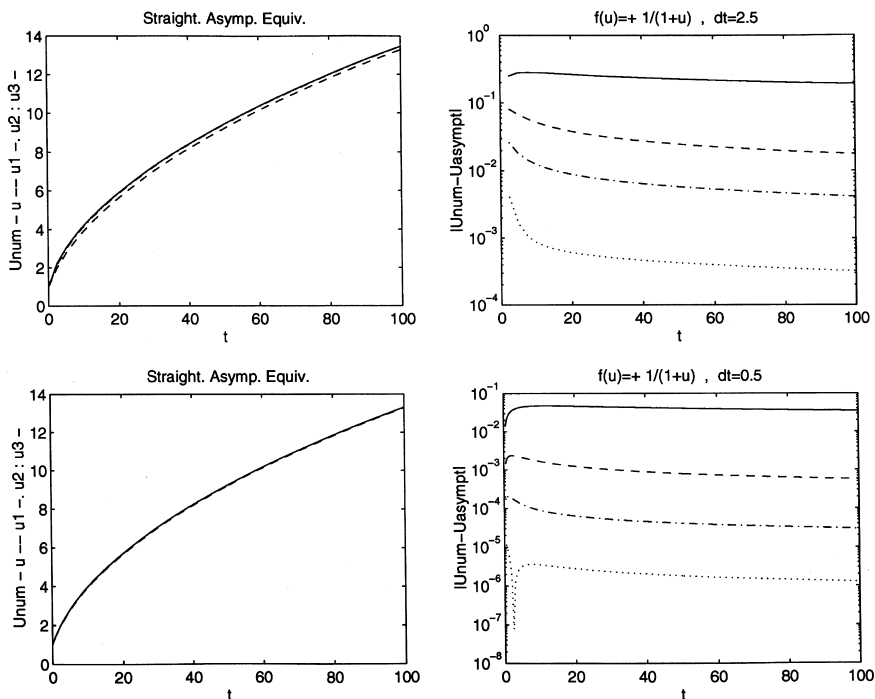 Straight. Asymp. Equiv.
Unum - u -- u1 -. u2 : u3 -
14
12
10
8
6
4
2
0
0 20 40 60 80 100
t
f(u)=+ 1/(1+u) , dt=2.5
|Unum-Uasympt|
10^0
10^-1
10^-2
10^-3
10^-4
0 20 40 60 80 100
t
Straight. Asymp. Equiv.
Unum - u -- u1 -. u2 : u3 -
14
12
10
8
6
4
2
0
0 20 40 60 80 100
t
f(u)=+ 1/(1+u) , dt=0.5
|Unum-Uasympt|
10^-1
10^-2
10^-3
10^-4
10^-5
10^-6
10^-7
10^-8
0 20 40 60 80 100
t